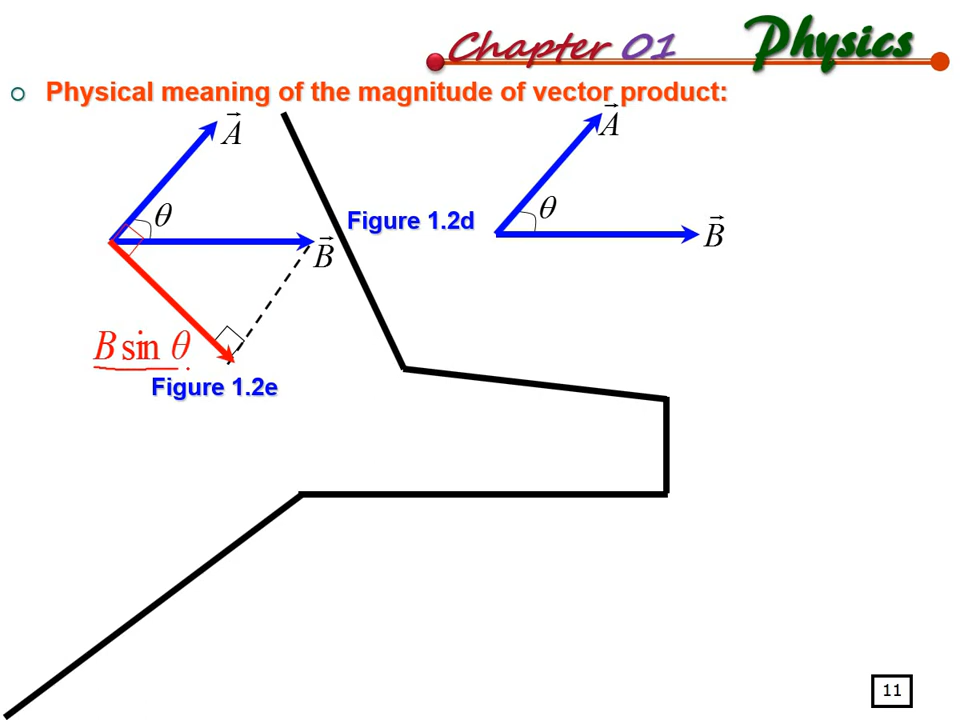 Chapter 01 Physics
Physical meaning of the magnitude of vector product:
A
θ
B
Figure 1.2d
A
θ
B
B sin θ
Figure 1.2e
11